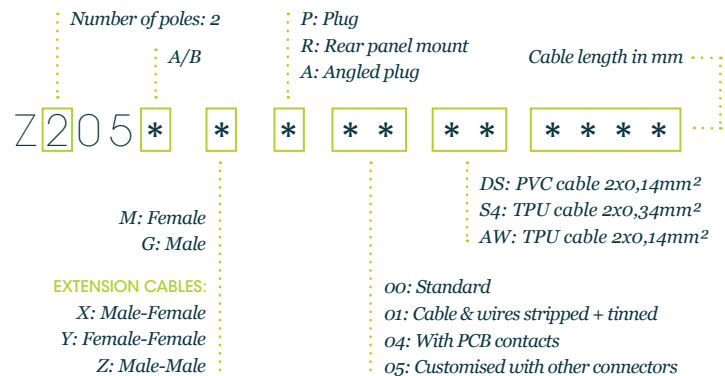 Number of poles: 2
A/B
P: Plug
R: Rear panel mount
A: Angled plug
Cable length in mm
Z205* * * ** ** ****
M: Female
G: Male
EXTENSION CABLES:
X: Male-Female
Y: Female-Female
Z: Male-Male
DS: PVC cable 2x0,14mm²
S4: TPU cable 2x0,34mm²
AW: TPU cable 2x0,14mm²
00: Standard
01: Cable & wires stripped + tinned
04: With PCB contacts
05: Customised with other connectors